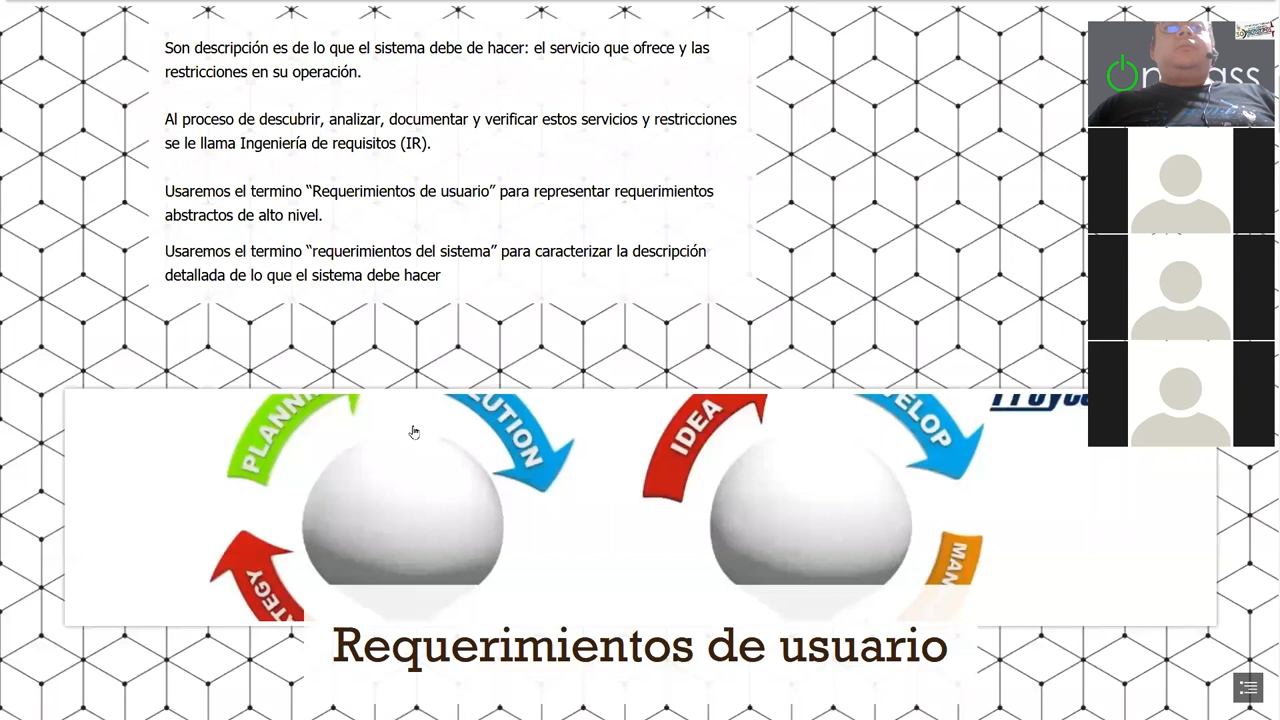 Son descripción es de lo que el sistema debe de hacer: el servicio que ofrece y las
restricciones en su operación.
Al proceso de descubrir, analizar, documentar y verificar estos servicios y restricciones
se le llama Ingeniería de requisitos (IR).
Usaremos el termino “Requerimientos de usuario” para representar requerimientos
abstractos de alto nivel.
Usaremos el termino “requerimientos del sistema” para caracterizar la descripción
detallada de lo que el sistema debe hacer
PLANN
UTION
IDEA
VELOP
TEGY
MAN
Requerimientos de usuario